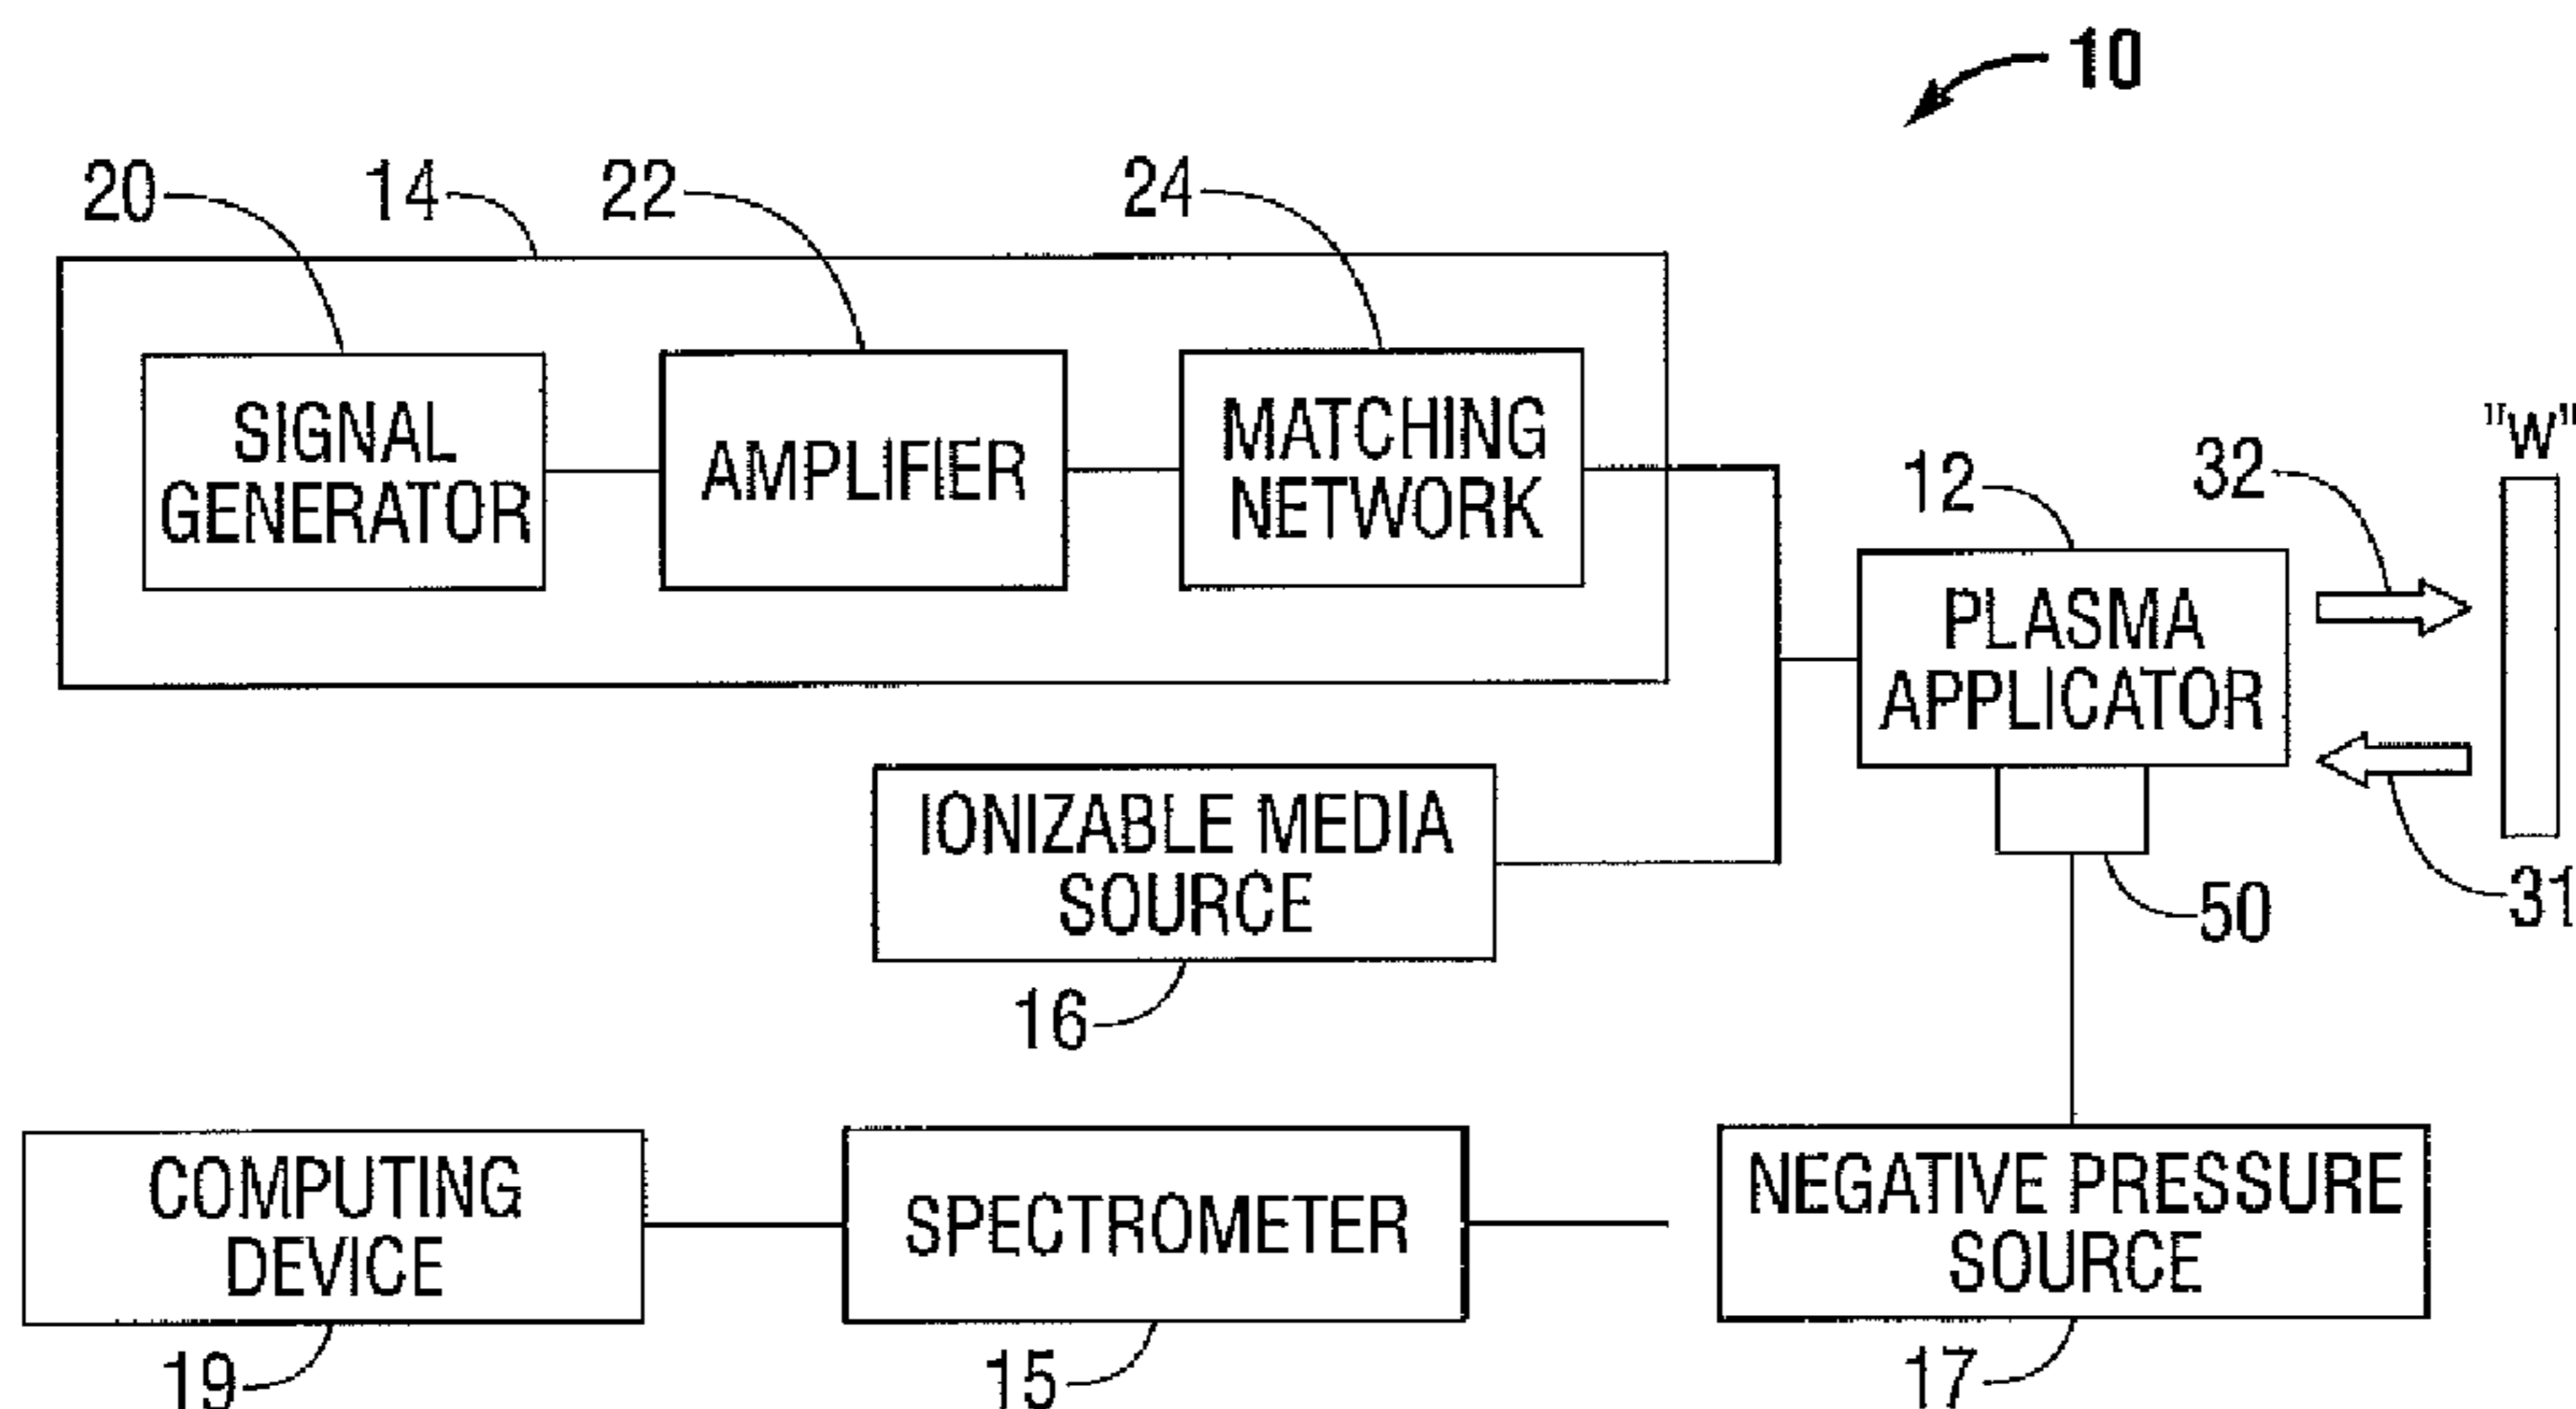 10
20
14
22
24
SIGNAL
GENERATOR
AMPLIFIER
MATCHING
NETWORK
"W"
12
32
PLASMA
APPLICATOR
IONIZABLE MEDIA
SOURCE
50
31
16
COMPUTING
DEVICE
SPECTROMETER
NEGATIVE PRESSURE
SOURCE
19
15
17